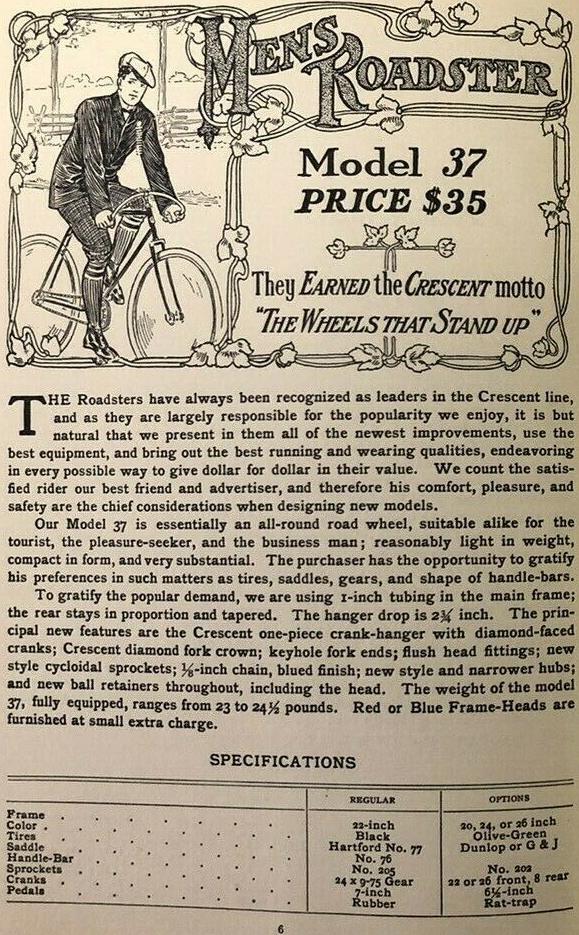 MENS ROADSTER
Model 37
PRICE $35
They EARNED the CRESCENT motto
"THE WHEELS THAT STAND UP"
THE Roadsters have always been recognized as leaders in the Crescent line,
and as they are largely responsible for the popularity we enjoy, it is but
natural that we present in them all of the newest improvements, use the
best equipment, and bring out the best running and wearing qualities, endeavoring
in every possible way to give dollar for dollar in their value. We count the satis-
fied rider our best friend and advertiser, and therefore his comfort, pleasure, and
safety are the chief considerations when designing new models.
Our Model 37 is essentially an all-round road wheel, suitable alike for the
tourist, the pleasure-seeker, and the business man; reasonably light in weight,
compact in form, and very substantial. The purchaser has the opportunity to gratify
his preferences in such matters as tires, saddles, gears, and shape of handle-bars.
To gratify the popular demand, we are using 1-inch tubing in the main frame;
the rear stays in proportion and tapered. The hanger drop is 2¾ inch. The prin-
cipal new features are the Crescent one-piece crank-hanger with diamond-faced
cranks; Crescent diamond fork crown; keyhole fork ends; flush head fittings; new
style cycloidal sprockets; ⅛-inch chain, blued finish; new style and narrower hubs;
and new ball retainers throughout, including the head. The weight of the model
37, fully equipped, ranges from 23 to 24½ pounds. Red or Blue Frame-Heads are
furnished at small extra charge.
SPECIFICATIONS
REGULAR OPTIONS
Frame . . . . . . 22-inch 20, 24, or 26 inch
Color . . . . . . Black Olive-Green
Tires . . . . . . Hartford No. 77 Dunlop or G & J
Saddle . . . . . . No. 76
Handle-Bar . . . . . . No. 205 No. 202
Sprockets . . . . . . 24 x 9-75 Gear 22 or 26 front, 8 rear
Cranks . . . . . . 7-inch 6½-inch
Pedals . . . . . . Rubber Rat-trap
6